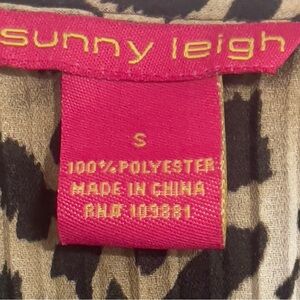 sunny leigh
S
100% POLYESTER
MADE IN CHINA
RN# 109881